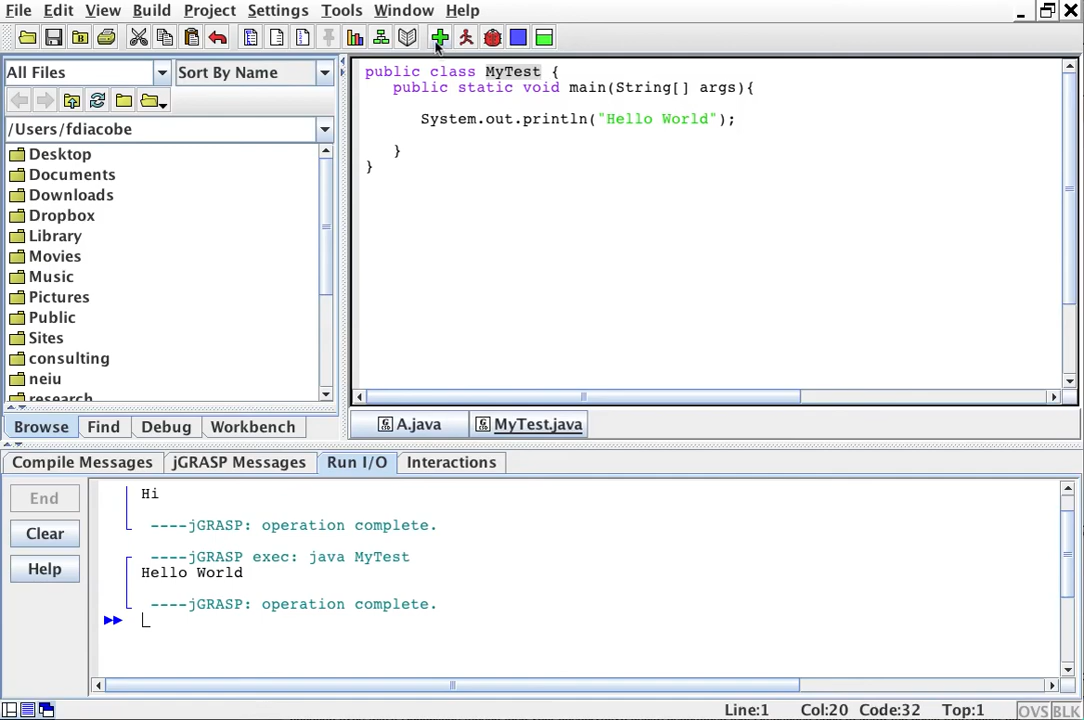 File Edit View Build Project Settings Tools Window Help
All Files Sort By Name
/Users/fdiacobe
Desktop
Documents
Downloads
Dropbox
Library
Movies
Music
Pictures
Public
Sites
consulting
neiu
research
Browse Find Debug Workbench
public class MyTest {
public static void main(String[] args){
System.out.println("Hello World");
}
}
A.java MyTest.java
Compile Messages jGRASP Messages Run I/O Interactions
End
Clear
Help
Hi
----jGRASP: operation complete.
----jGRASP exec: java MyTest
Hello World
----jGRASP: operation complete.
Line:1 Col:20 Code:32 Top:1 OVS BLK